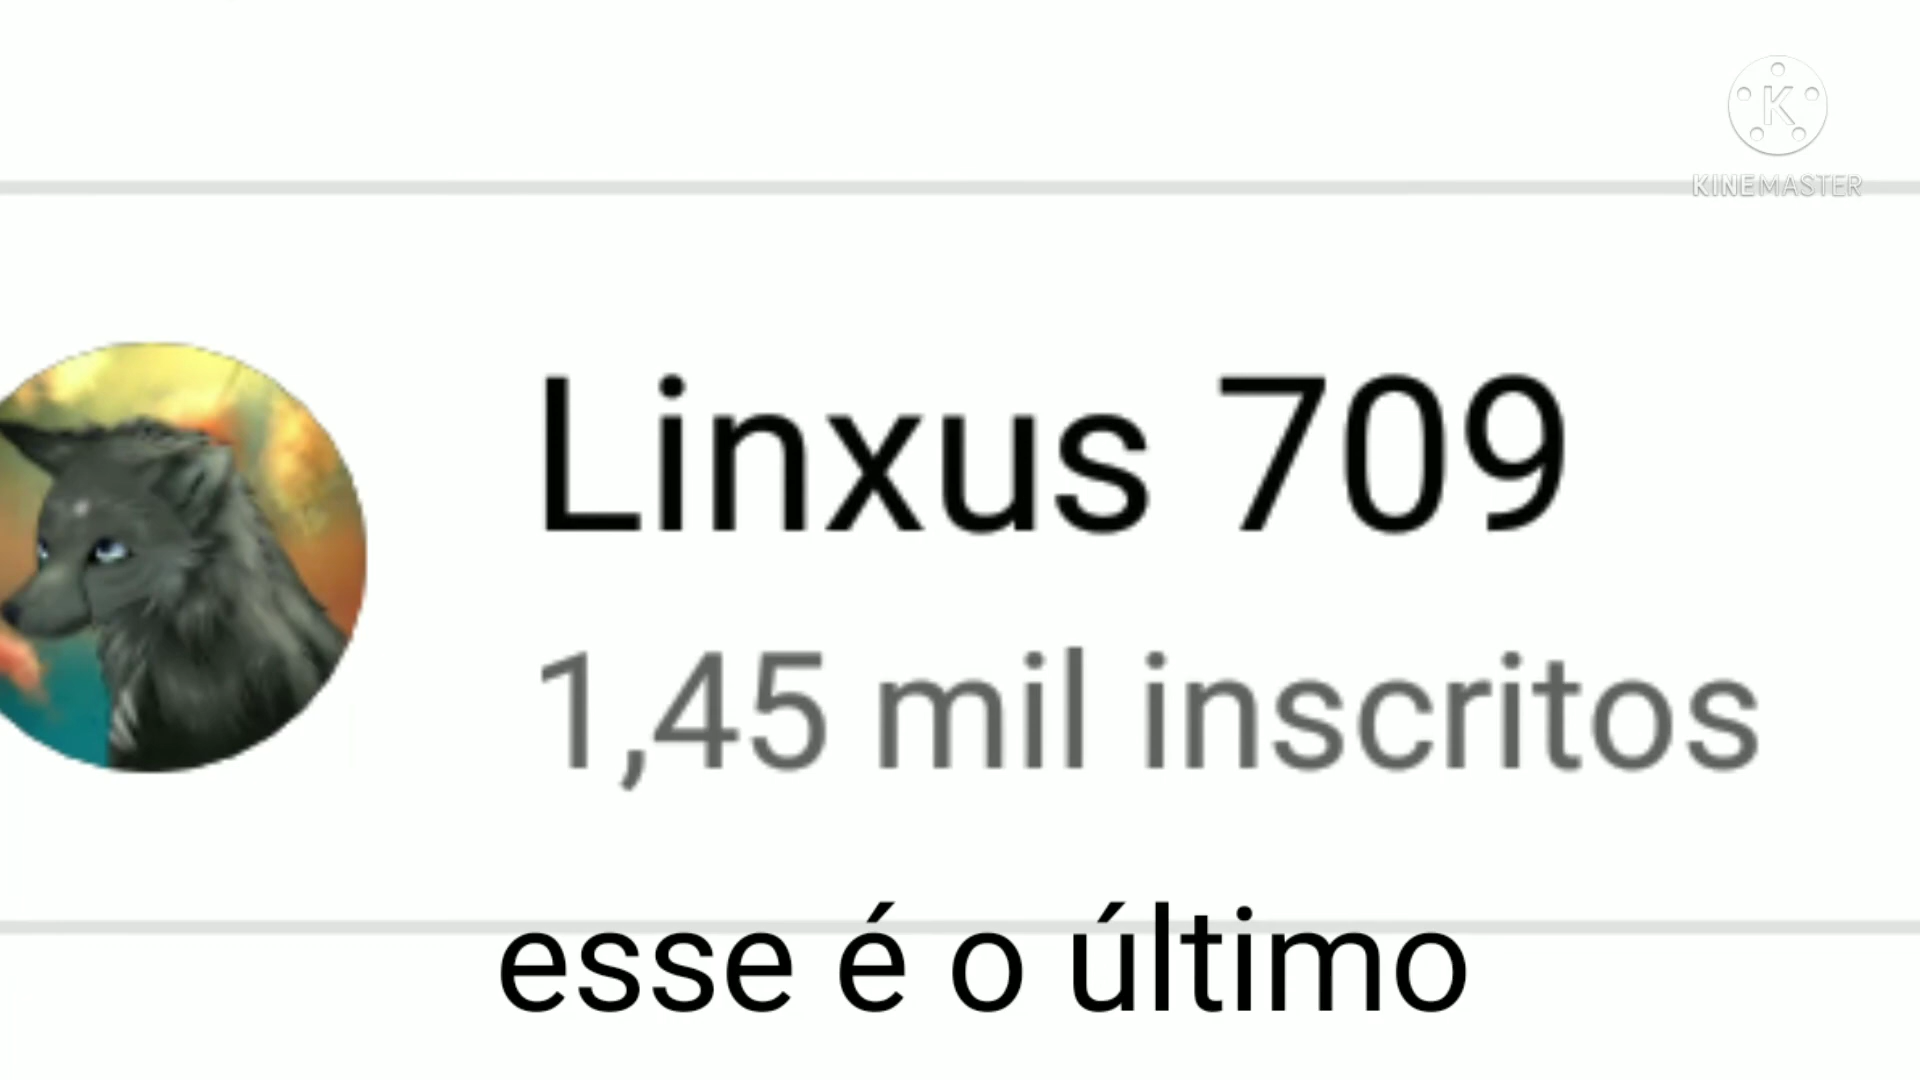 K
KINEMASTER
Linxus 709
1,45 mil inscritos
esse é o último